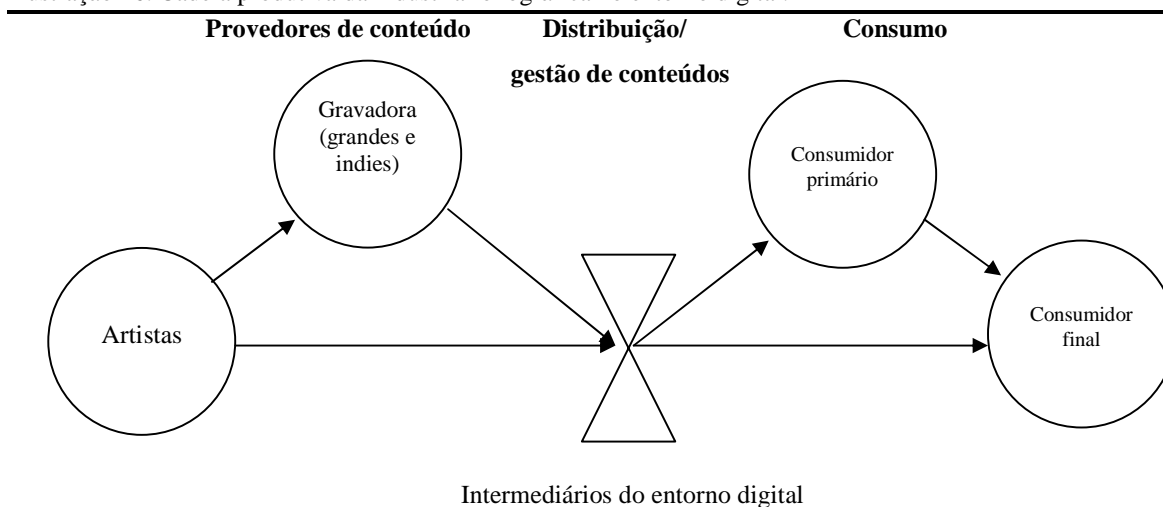 Provedores de conteúdo
Distribuição/
gestão de conteúdos
Consumo
Gravadora
(grandes e
indies)
Consumidor
primário
Artistas
Consumidor
final
Intermediários do entorno digital